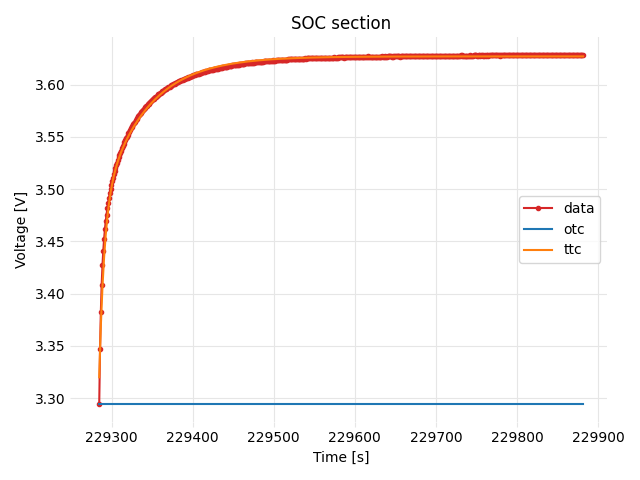 SOC section
Voltage [V]
3.60
3.55
3.50
3.45
3.40
3.35
3.30
data
otc
ttc
229300 229400 229500 229600 229700 229800 229900
Time [s]